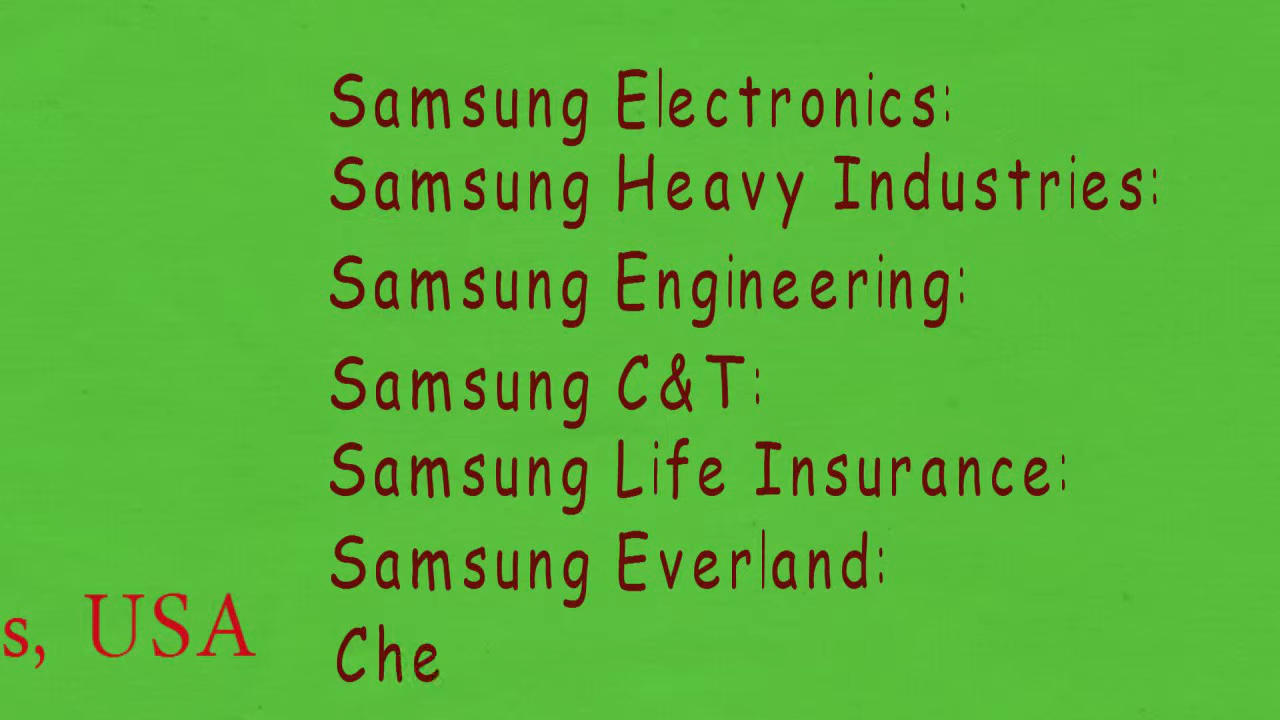 Samsung Electronics:
Samsung Heavy Industries:
Samsung Engineering:
Samsung C&T:
Samsung Life Insurance:
Samsung Everland:
s, USA
Che